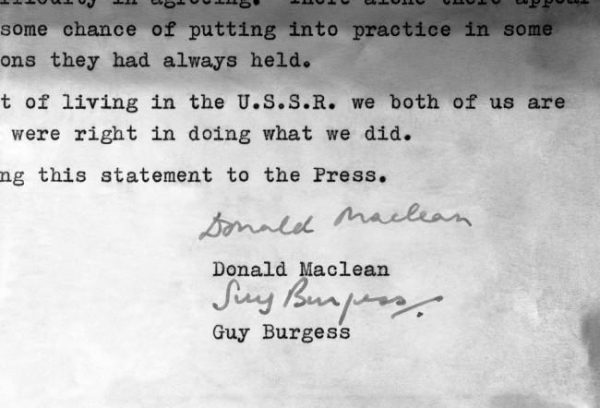 difficulty in agreeing. There alone there appear
some chance of putting into practice in some
ons they had always held.
t of living in the U.S.S.R. we both of us are
were right in doing what we did.
ng this statement to the Press.
Donald Maclean
Donald Maclean
Guy Burgess.
Guy Burgess